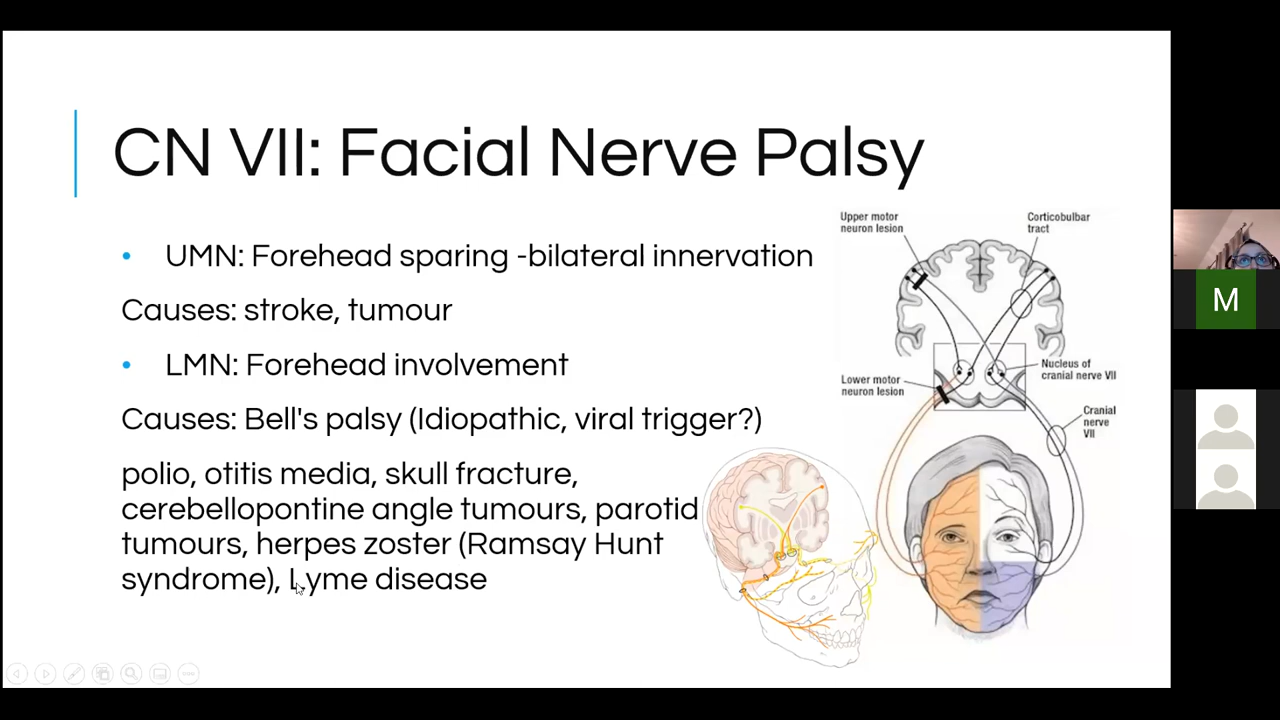 CN VII: Facial Nerve Palsy
• UMN: Forehead sparing -bilateral innervation
Causes: stroke, tumour
• LMN: Forehead involvement
Causes: Bell's palsy (Idiopathic, viral trigger?)
polio, otitis media, skull fracture,
cerebellopontine angle tumours, parotid
tumours, herpes zoster (Ramsay Hunt
syndrome), Lyme disease
Upper motor
neuron lesion
Corticobulbar
tract
Nucleus of
cranial nerve VII
Lower motor
neuron lesion
Cranial
nerve
VII
M